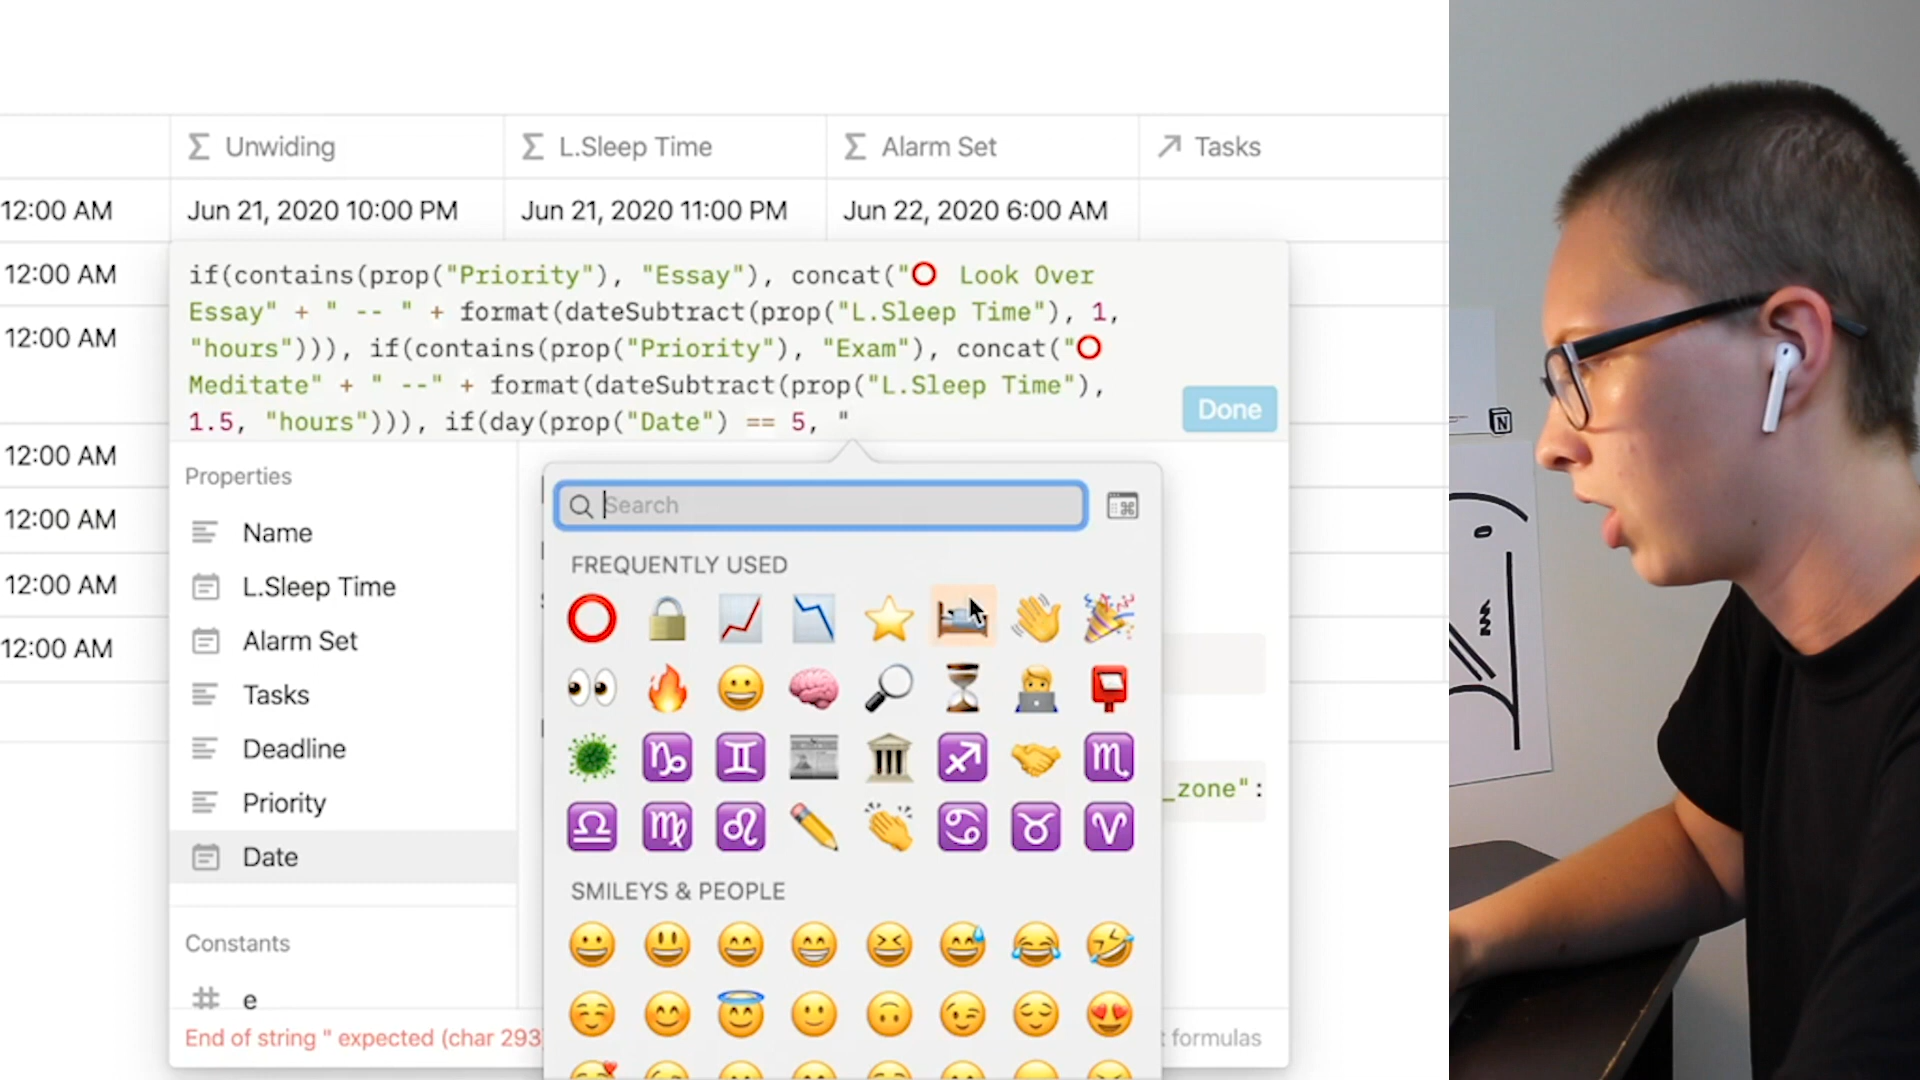 Unwiding L.Sleep Time Alarm Set Tasks
12:00 AM Jun 21, 2020 10:00 PM Jun 21, 2020 11:00 PM Jun 22, 2020 6:00 AM
12:00 AM
12:00 AM
12:00 AM
12:00 AM
12:00 AM
12:00 AM
if(contains(prop("Priority"), "Essay"), concat("⭕ Look Over
Essay" + " -- " + format(dateSubtract(prop("L.Sleep Time"), 1,
"hours"))), if(contains(prop("Priority"), "Exam"), concat("⭕
Meditate" + " --" + format(dateSubtract(prop("L.Sleep Time"),
1.5, "hours"))), if(day(prop("Date") == 5, "
Done
Properties
Name
L.Sleep Time
Alarm Set
Tasks
Deadline
Priority
Date
Constants
e
End of string " expected (char 293
Search
FREQUENTLY USED
SMILEYS & PEOPLE
_zone":
formulas
N